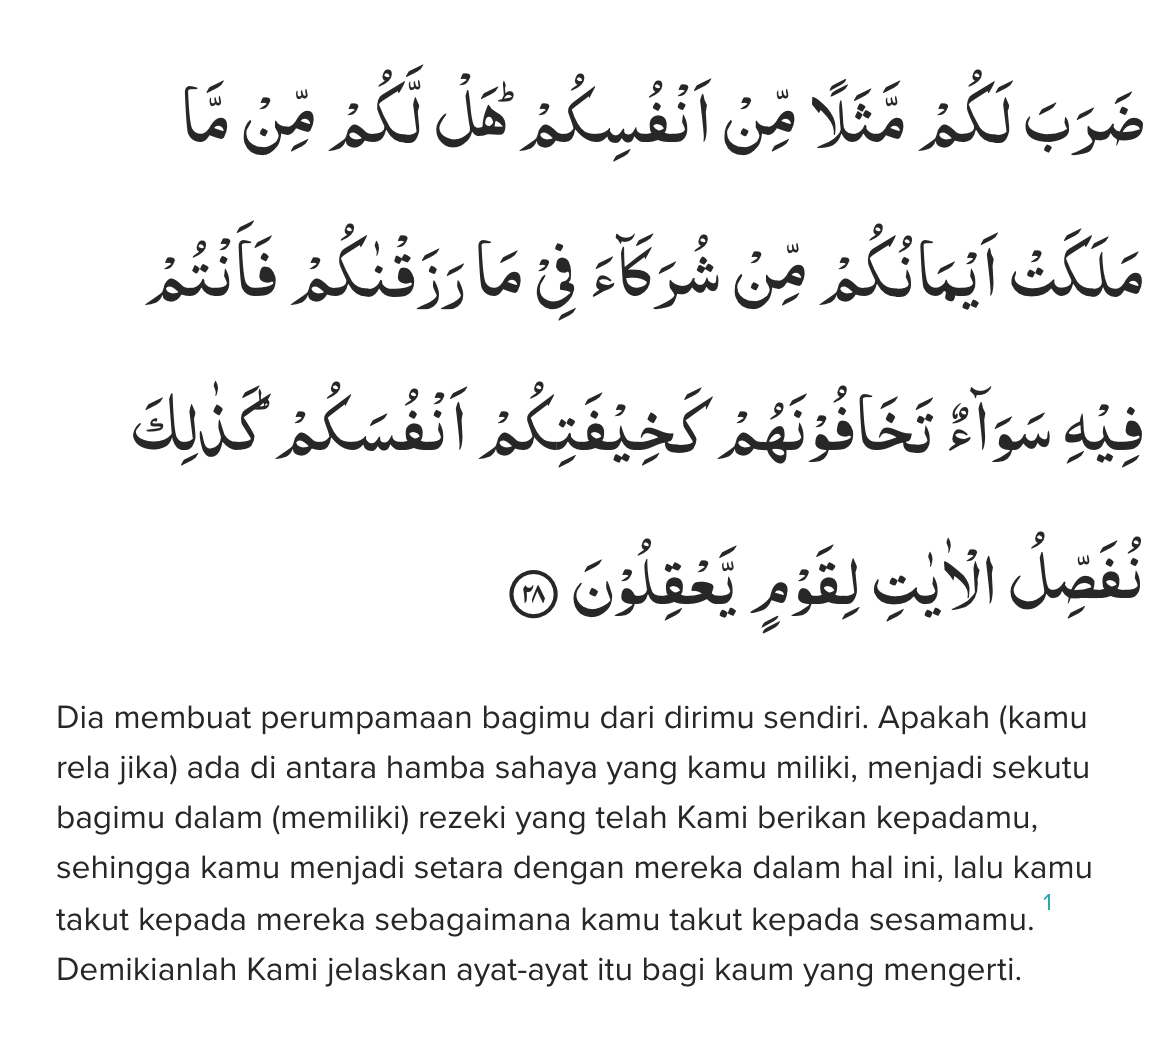 ضَرَبَ لَكُمْ مَّثَلًا مِّنْ اَنْفُسِكُمْ ۗهَلْ لَّكُمْ مِّنْ مَّا
مَلَكَتْ اَيْمَانُكُمْ مِّنْ شُرَكَاۤءَ فِيْ مَا رَزَقْنٰكُمْ فَاَنْتُمْ
فِيْهِ سَوَاۤءٌ تَخَافُوْنَهُمْ كَخِيْفَتِكُمْ اَنْفُسَكُمْ ۗكَذٰلِكَ
نُفَصِّلُ الْاٰيٰتِ لِقَوْمٍ يَّعْقِلُوْنَ ٢٨
Dia membuat perumpamaan bagimu dari dirimu sendiri. Apakah (kamu
rela jika) ada di antara hamba sahaya yang kamu miliki, menjadi sekutu
bagimu dalam (memiliki) rezeki yang telah Kami berikan kepadamu,
sehingga kamu menjadi setara dengan mereka dalam hal ini, lalu kamu
takut kepada mereka sebagaimana kamu takut kepada sesamamu. 1
Demikianlah Kami jelaskan ayat-ayat itu bagi kaum yang mengerti.